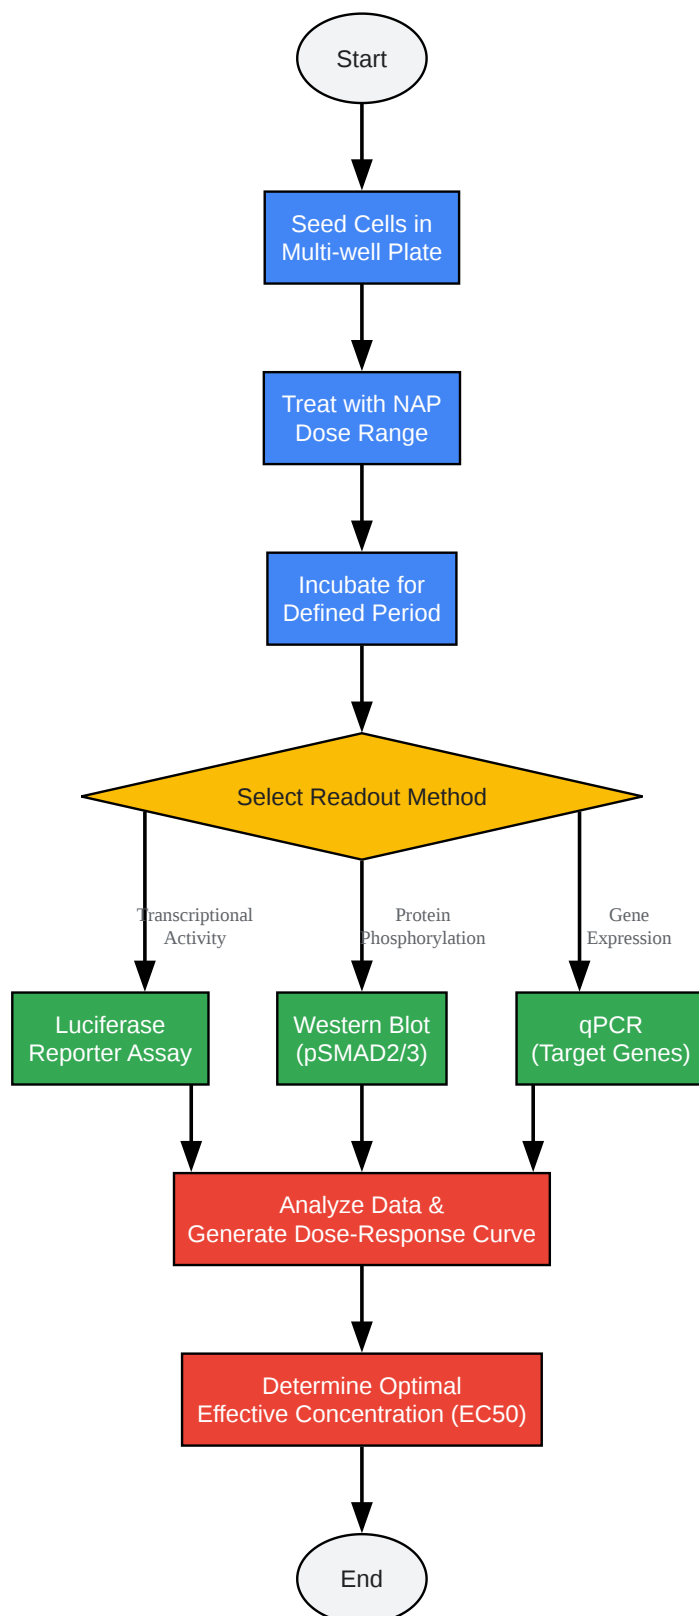 Start
Seed Cells in
Multi-well Plate
Treat with NAP
Dose Range
Incubate for
Defined Period
Select Readout Method
Transcriptional
Activity
Protein
Phosphorylation
Gene
Expression
Luciferase
Reporter Assay
Western Blot
(pSMAD2/3)
qPCR
(Target Genes)
Analyze Data &
Generate Dose-Response Curve
Determine Optimal
Effective Concentration (EC50)
End